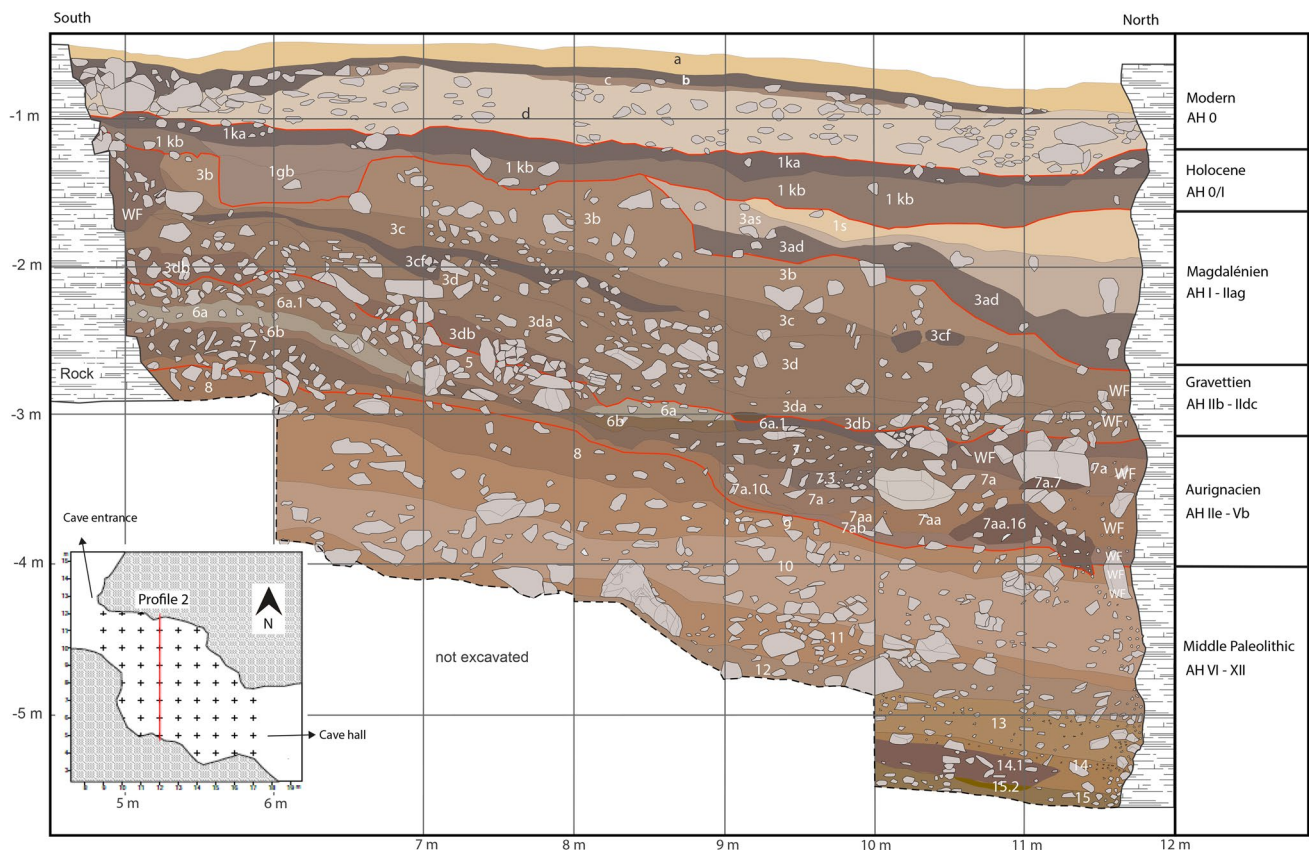 South
North
a
c
b
d
-1 m
Modern
AH 0
1ka
1 kb
3b
1gb
1 kb
1ka
1 kb
1 kb
Holocene
AH 0/I
WF
3c
3b
3as
1s
3ad
-2 m
3db
3cf
3d
3b
3ad
Magdalénien
AH I - IIag
6a
6a.1
6b
7
3db
3da
5
3c
3cf
3d
Rock
8
WF
Gravettien
AH IIb - IIdc
-3 m
6a
6b
3da
6a.1
3db
WF
8
7
WF
7a
7.3
7a.10
7a
7a
7a.7
WF
Aurignacien
AH IIe - Vb
7aa
9
7ab
7aa
7aa.16
WF
-4 m
10
WF
WF
WF
Cave entrance
Profile 2
N
Cave hall
5 m
6 m
not excavated
11
12
Middle Paleolithic
AH VI - XII
-5 m
13
14.1
14
15.2
15
7 m
8 m
9 m
10 m
11 m
12 m